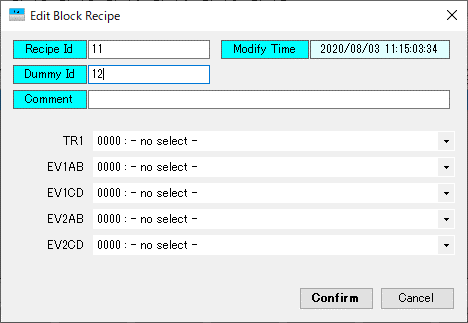 Edit Block Recipe
Recipe Id 11 Modify Time 2020/08/03 11:15:03:34
Dummy Id 12
Comment
TR1 0000 : - no select -
EV1AB 0000 : - no select -
EV1CD 0000 : - no select -
EV2AB 0000 : - no select -
EV2CD 0000 : - no select -
Confirm Cancel